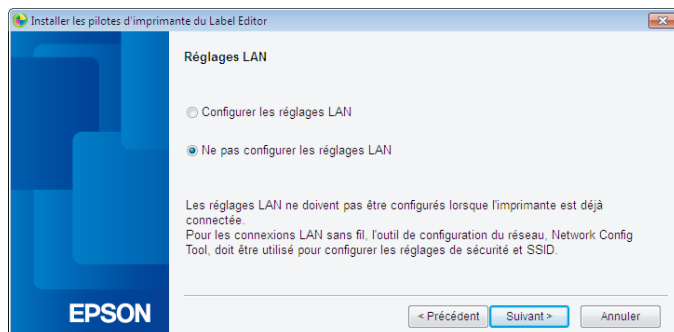 Installer les pilotes d'imprimante du Label Editor
Réglages LAN
Configurer les réglages LAN
Ne pas configurer les réglages LAN
Les réglages LAN ne doivent pas être configurés lorsque l'imprimante est déjà
connectée.
Pour les connexions LAN sans fil, l'outil de configuration du réseau, Network Config
Tool, doit être utilisé pour configurer les réglages de sécurité et SSID.
EPSON
< Précédent
Suivant >
Annuler